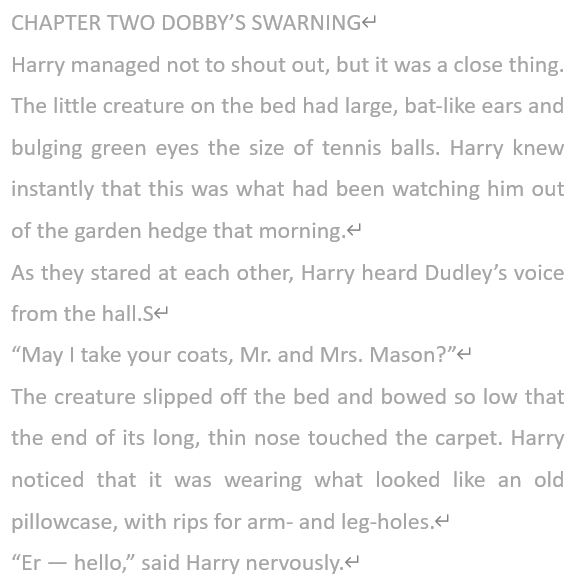 CHAPTER TWO DOBBY’S SWARNING↵
Harry managed not to shout out, but it was a close thing.
The little creature on the bed had large, bat-like ears and
bulging green eyes the size of tennis balls. Harry knew
instantly that this was what had been watching him out
of the garden hedge that morning.↵
As they stared at each other, Harry heard Dudley’s voice
from the hall.S↵
“May I take your coats, Mr. and Mrs. Mason?”↵
The creature slipped off the bed and bowed so low that
the end of its long, thin nose touched the carpet. Harry
noticed that it was wearing what looked like an old
pillowcase, with rips for arm- and leg-holes.↵
“Er — hello,” said Harry nervously.↵